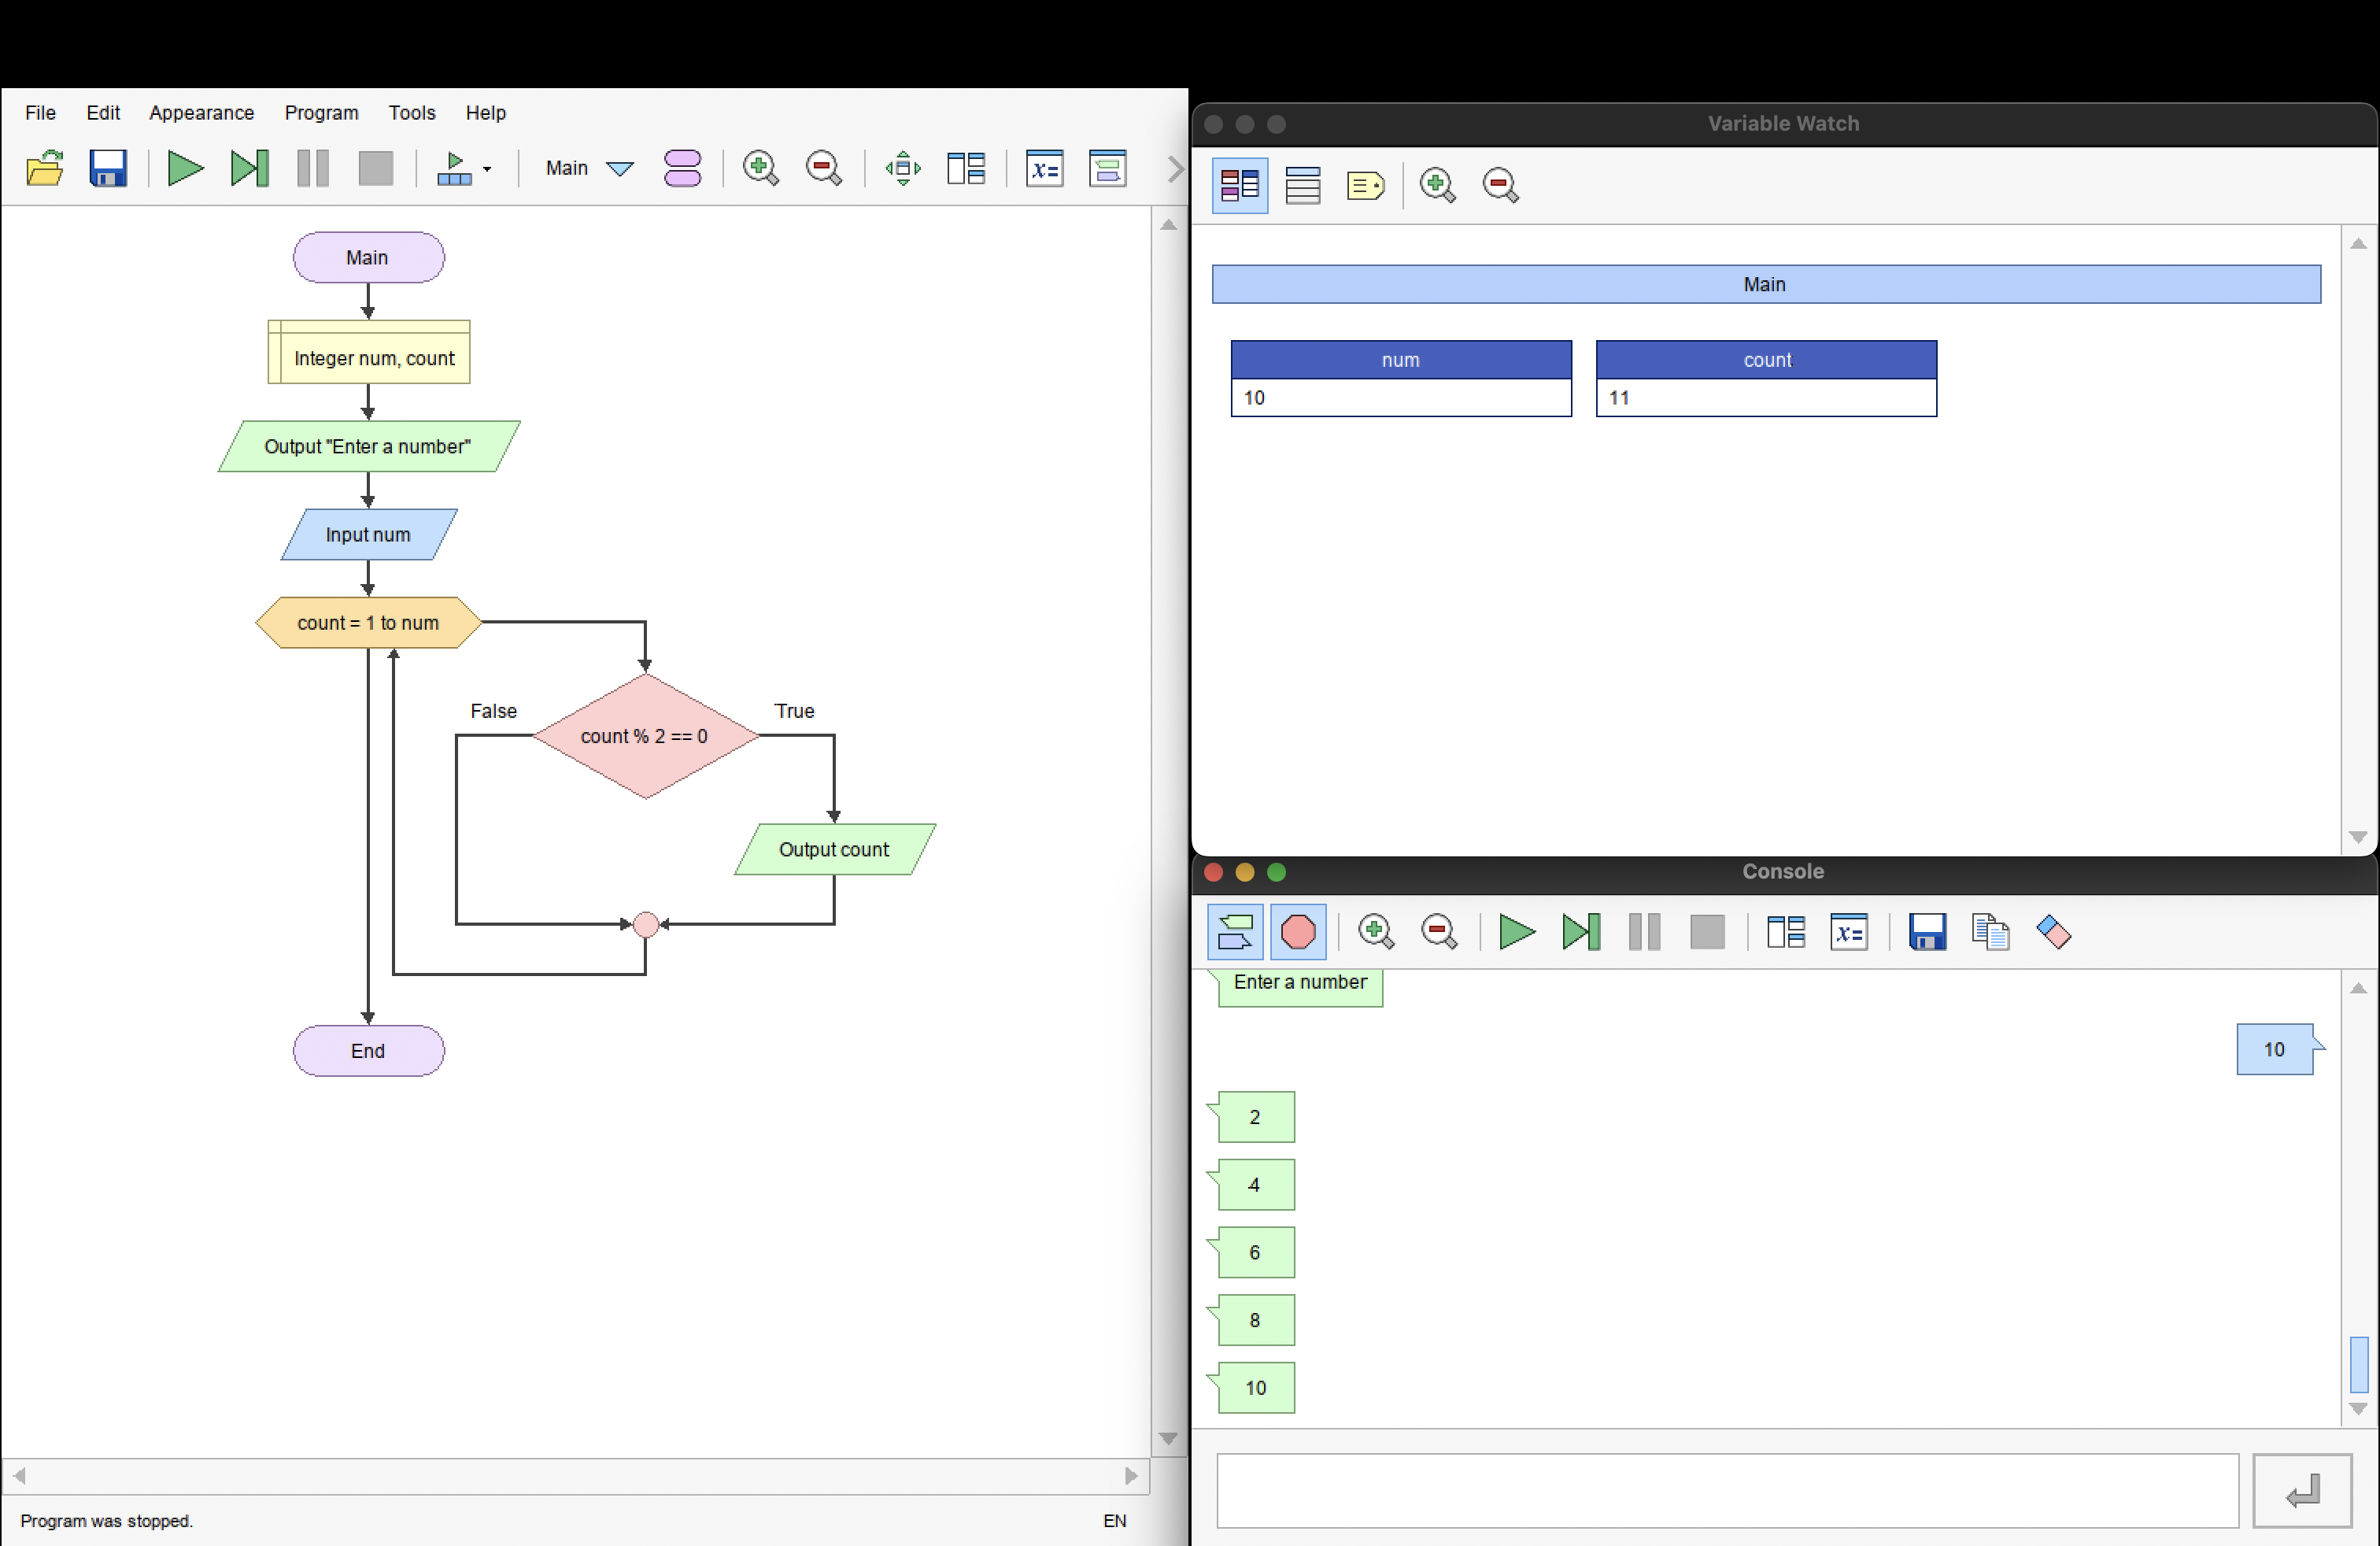 File Edit Appearance Program Tools Help
Main
Main
Integer num, count
Output "Enter a number"
Input num
count = 1 to num
False
True
count % 2 == 0
Output count
End
Program was stopped.
EN
Variable Watch
Main
num
count
10
11
Console
x=
x=
Enter a number
10
2
4
6
8
10